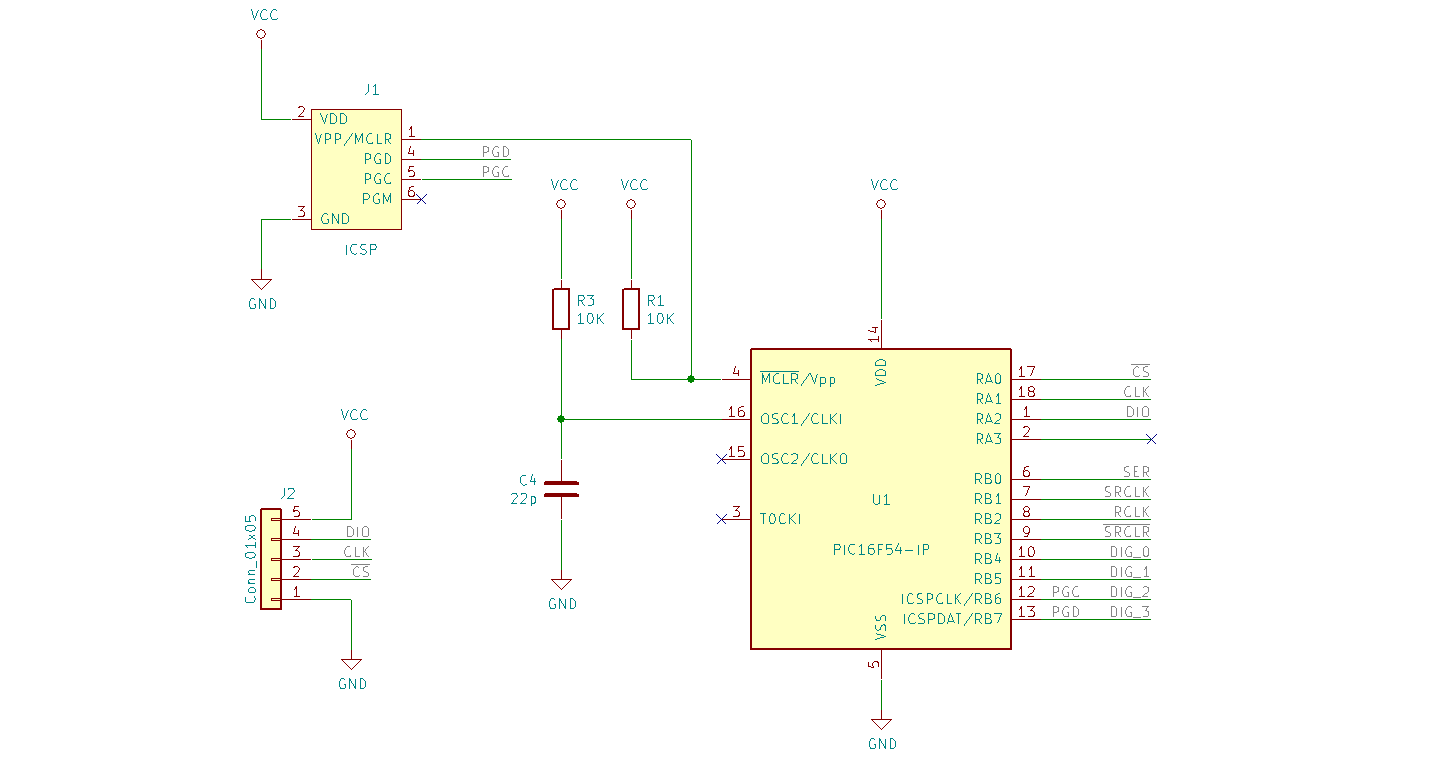 VCC
J1
2
VDD
VPP/MCLR
1
PGD
4
PGD
PGC
5
PGC
PGM
6
3
GND
ICSP
GND
VCC
VCC
R3
10K
R1
10K
C4
22p
GND
VCC
J2
Conn_01x05
5
4
DIO
3
CLK
2
CS
1
GND
VCC
14
VDD
4
MCLR/Vpp
16
OSC1/CLKI
15
OSC2/CLKO
3
T0CKI
U1
PIC16F54-IP
RA0
17
CS
RA1
18
CLK
RA2
1
DIO
RA3
2
RB0
6
SER
RB1
7
SRCLK
RB2
8
RCLK
RB3
9
SRCLR
RB4
10
DIG_0
RB5
11
DIG_1
ICSPCLK/RB6
12
PGC
DIG_2
ICSPDAT/RB7
13
PGD
DIG_3
VSS
5
GND